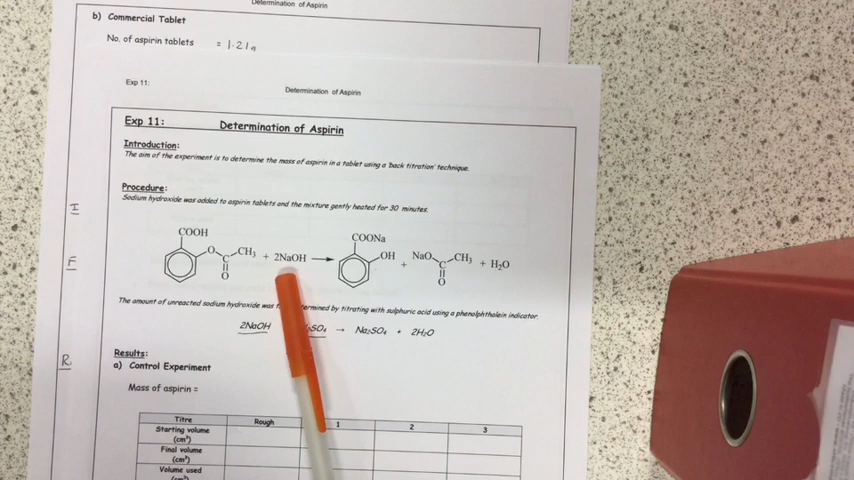 Determination of Aspirin
b) Commercial Tablet
No. of aspirin tablets = 1.21g
Exp 11:
Determination of Aspirin
Exp 11: Determination of Aspirin
Introduction:
The aim of the experiment is to determine the mass of aspirin in a tablet using a 'back titration' technique.
Procedure:
Sodium hydroxide was added to aspirin tablets and the mixture gently heated for 30 minutes.
I
COOH
COONa
O
C
CH₃
+ 2NaOH
OH
+
NaO
C
CH₃
+ H₂O
O
O
F
The amount of unreacted sodium hydroxide was determined by titrating with sulphuric acid using a phenolphthalein indicator.
2NaOH SO₄ → Na₂SO₄ + 2H₂O
R
Results:
a) Control Experiment
Mass of aspirin =
Titre Rough 1 2 3
Starting volume
(cm³)
Final volume
(cm³)
Volume used